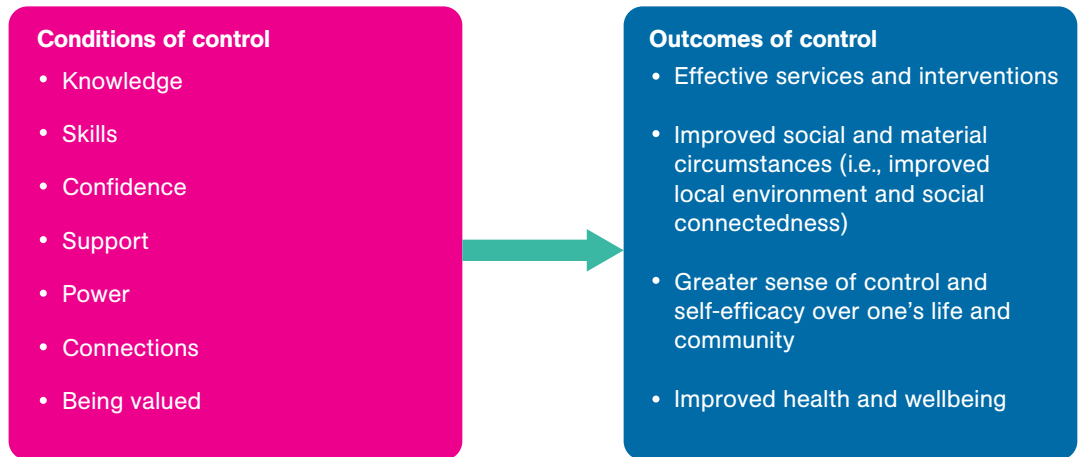 Conditions of control
• Knowledge
• Skills
• Confidence
• Support
• Power
• Connections
• Being valued
Outcomes of control
• Effective services and interventions
• Improved social and material
circumstances (i.e., improved
local environment and social
connectedness)
• Greater sense of control and
self-efficacy over one’s life and
community
• Improved health and wellbeing